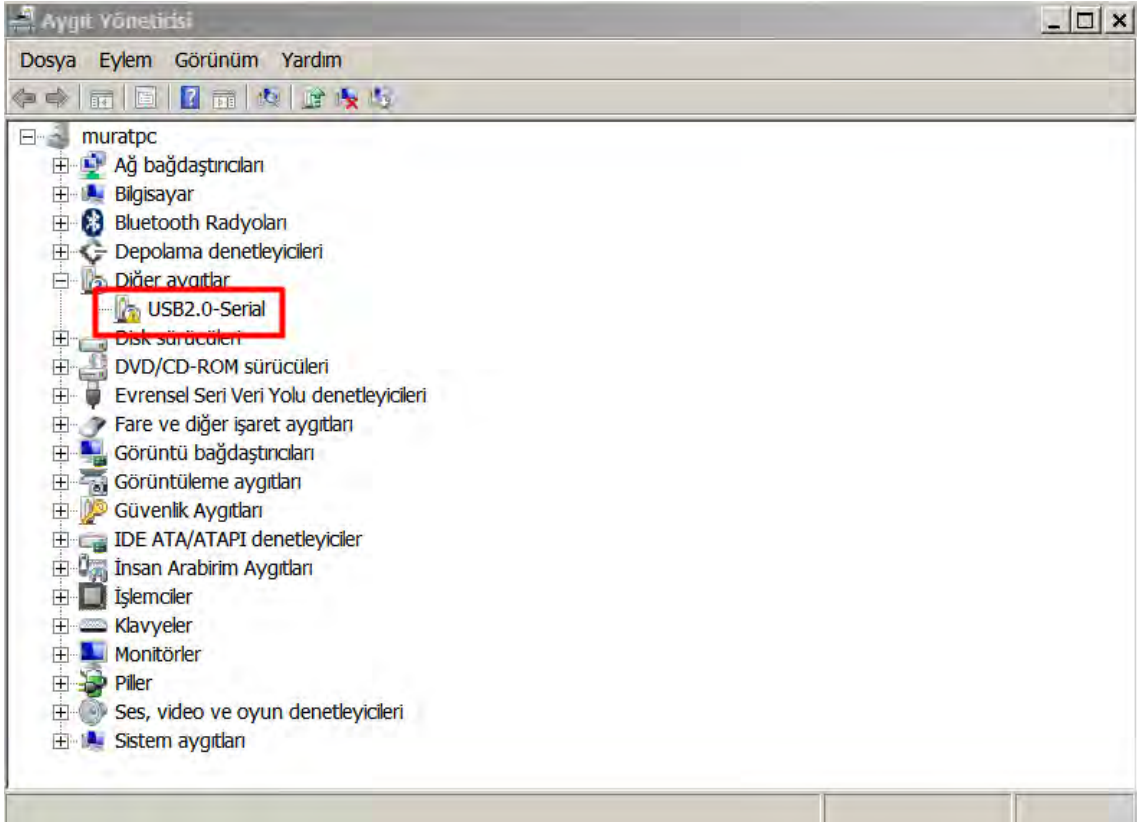 Aygıt Yöneticisi
Dosya Eylem Görünüm Yardım
muratpc
Ağ bağdaştırıcıları
Bilgisayar
Bluetooth Radyoları
Depolama denetleyicileri
Diğer aygıtlar
USB2.0-Serial
Disk sürücüleri
DVD/CD-ROM sürücüleri
Evrensel Seri Veri Yolu denetleyicileri
Fare ve diğer işaret aygıtları
Görüntü bağdaştırıcıları
Görüntüleme aygıtları
Güvenlik Aygıtları
IDE ATA/ATAPI denetleyiciler
İnsan Arabirim Aygıtları
İşlemciler
Klavyeler
Monitörler
Piller
Ses, video ve oyun denetleyicileri
Sistem aygıtları